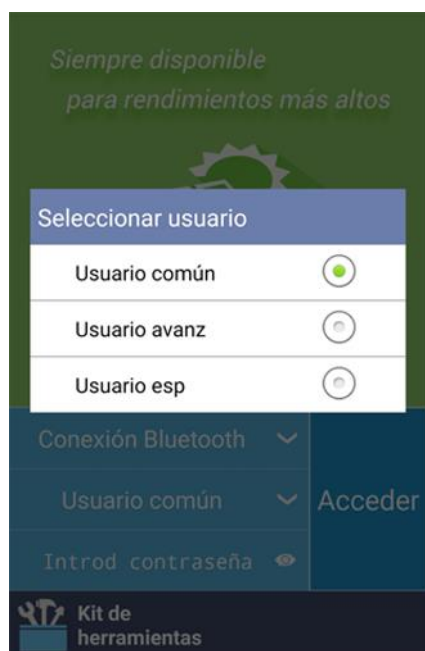 Siempre disponible
para rendimientos más altos
Seleccionar usuario
Usuario común
Usuario avanz
Usuario esp
Conexión Bluetooth
Usuario común
Acceder
Introd contraseña
Kit de
herramientas